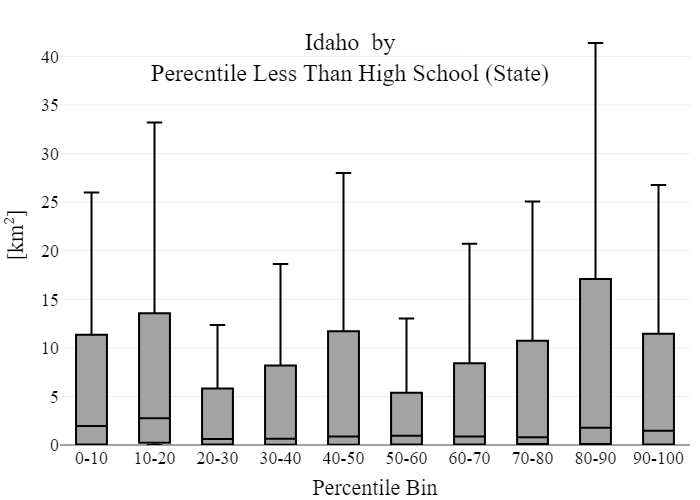 Idaho by
Perecntile Less Than High School (State)
40
35
30
25
20
15
10
5
0
[km²]
0-10 10-20 20-30 30-40 40-50 50-60 60-70 70-80 80-90 90-100
Percentile Bin